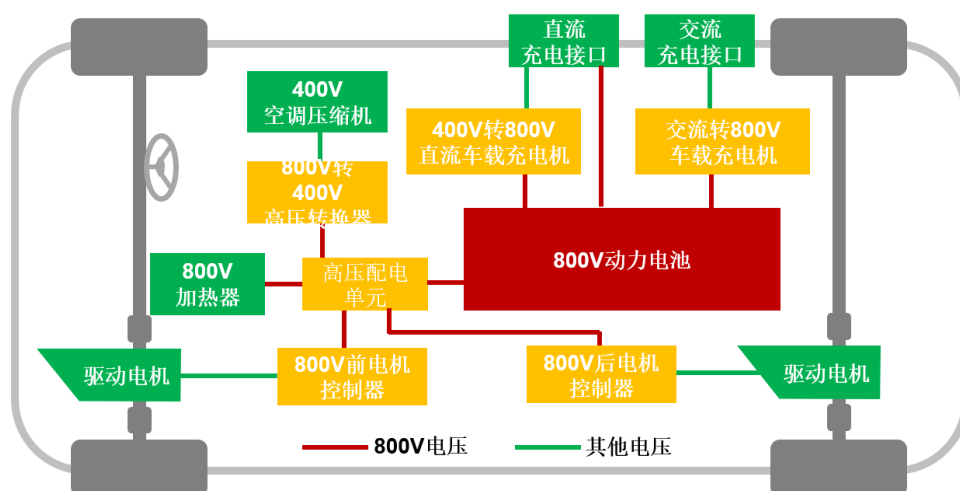 直流
充电接口
交流
充电接口
400V
空调压缩机
400V转800V
直流车载充电机
交流转800V
车载充电机
800V转
400V
高压转换器
800V动力电池
800V
加热器
高压配电
单元
驱动电机
800V前电机
控制器
800V后电机
控制器
驱动电机
800V电压
其他电压